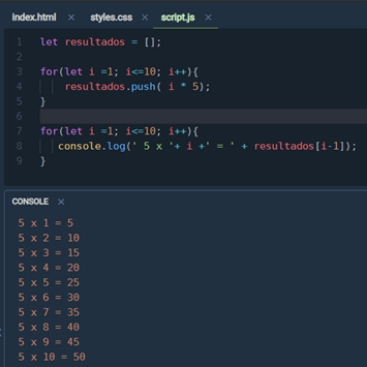 index.html × styles.css × script.js ×
1 let resultados = [];
2
3 for(let i =1; i<=10; i++){
4 resultados.push( i * 5);
5 }
6
7 for(let i =1; i<=10; i++){
8 console.log(' 5 x '+ i +' = ' + resultados[i-1]);
9 }
CONSOLE ×
5 x 1 = 5
5 x 2 = 10
5 x 3 = 15
5 x 4 = 20
5 x 5 = 25
5 x 6 = 30
5 x 7 = 35
5 x 8 = 40
5 x 9 = 45
5 x 10 = 50